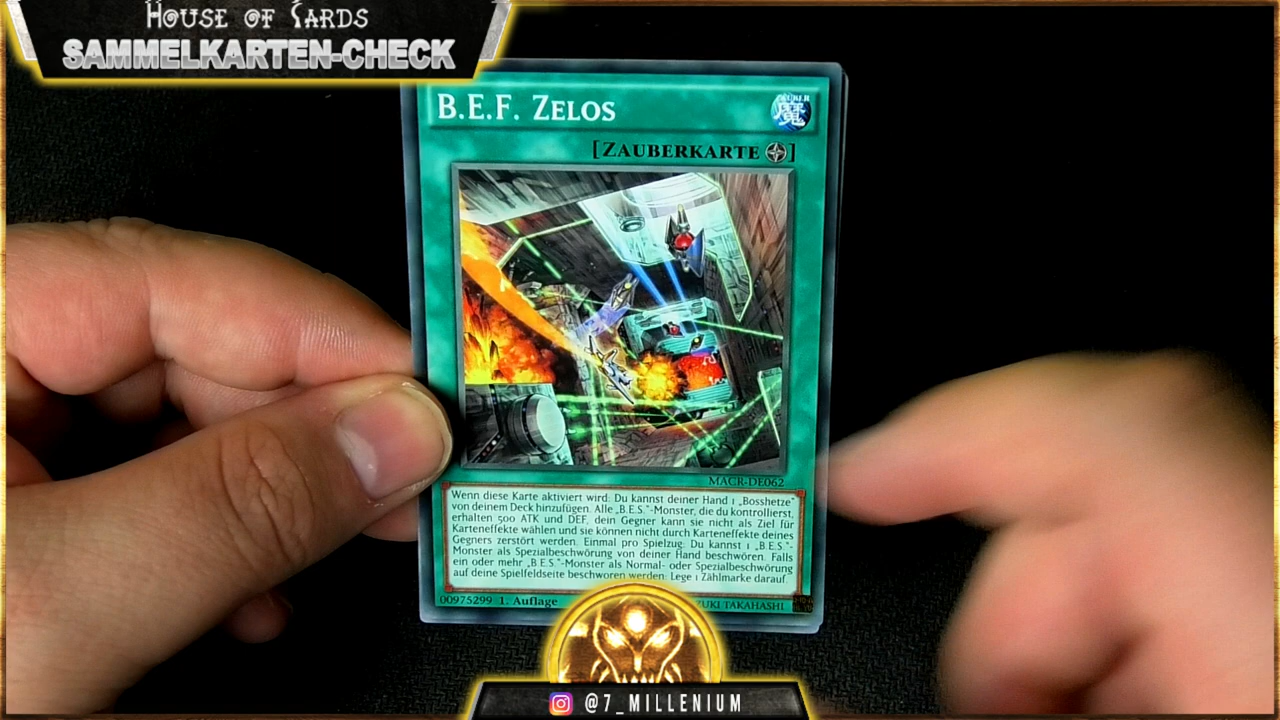 House of Yards
SAMMELKARTEN-CHECK
B.E.F. Zelos
[Zauberkarte]
MACR-DE062
Wenn diese Karte aktiviert wird: Du kannst deiner Hand 1 „Bosshetze“
von deinem Deck hinzufügen. Alle „B.E.S.“-Monster, die du kontrollierst,
erhalten 500 ATK und DEF, dein Gegner kann sie nicht als Ziel für
Karteneffekte wählen und sie können nicht durch Karteneffekte deines
Gegners zerstört werden. Einmal pro Spielzug: Du kannst 1 „B.E.S.“-
Monster als Spezialbeschwörung von deiner Hand beschwören. Falls
ein oder mehr „B.E.S.“-Monster als Normal- oder Spezialbeschwörung
auf deine Spielfeldseite beschworen werden: Lege 1 Zählmarke darauf.
00975299 1. Auflage
ZUKI TAKAHASHI
@7_MILLENIUM